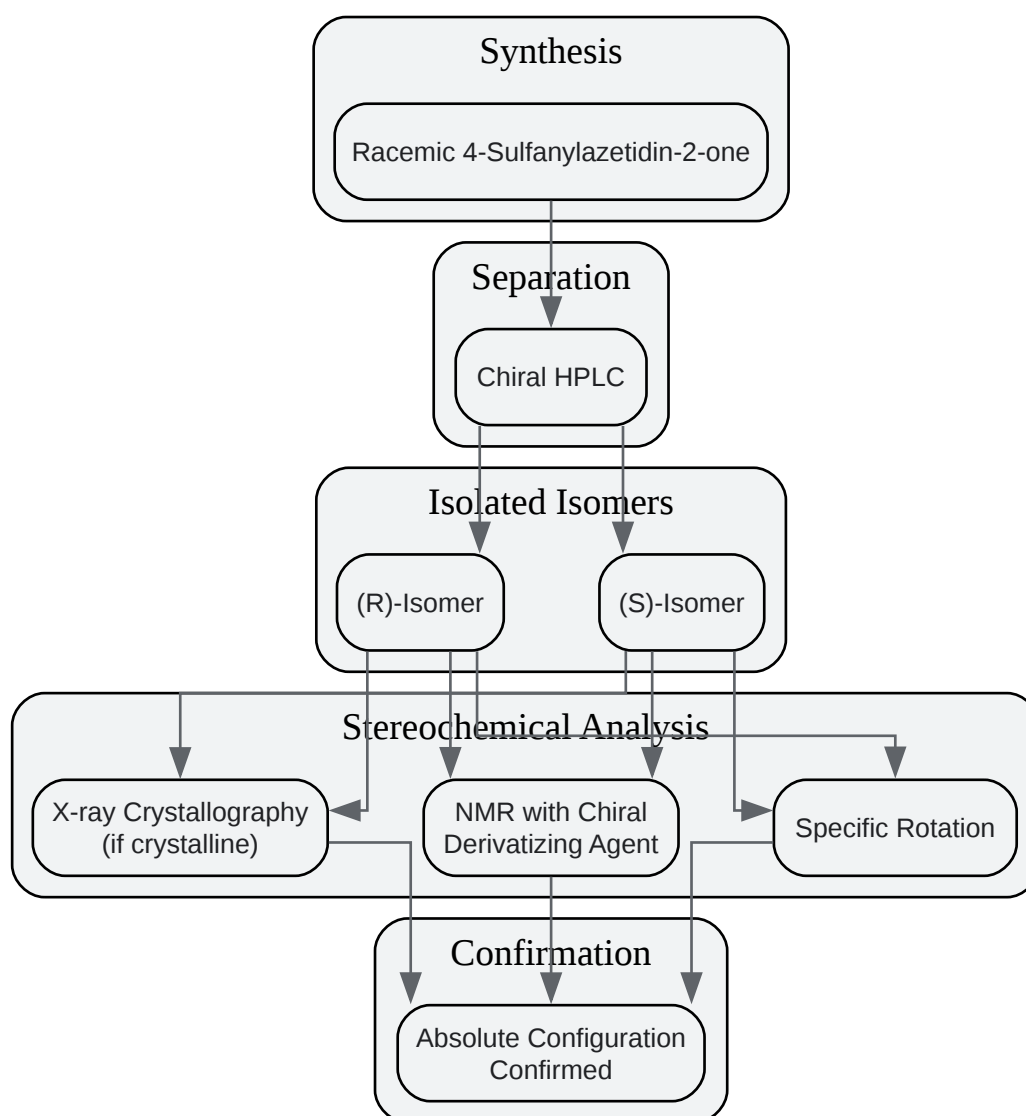 Synthesis
Racemic 4-Sulfanylazetidin-2-one
Separation
Chiral HPLC
Isolated Isomers
(R)-Isomer
(S)-Isomer
Stereochemical Analysis
X-ray Crystallography
(if crystalline)
NMR with Chiral
Derivatizing Agent
Specific Rotation
Confirmation
Absolute Configuration
Confirmed